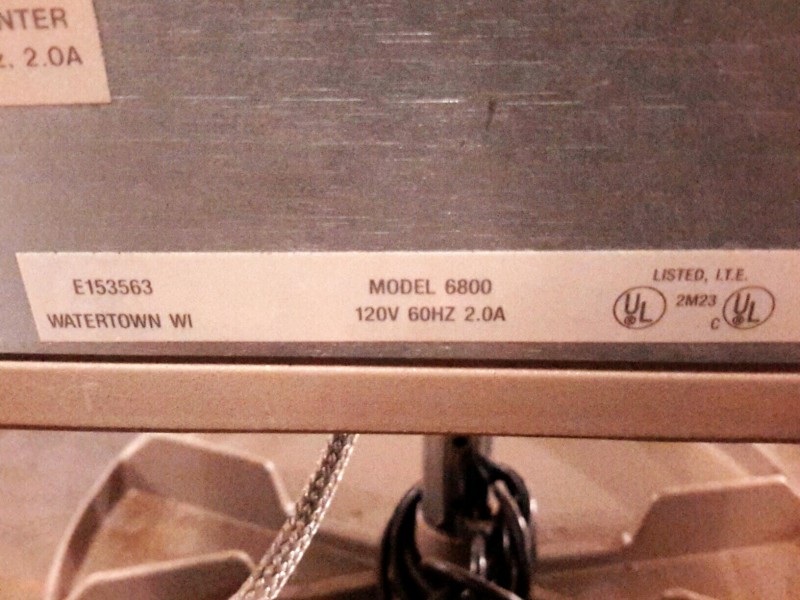 NTER
z, 2.0A
E153563
WATERTOWN WI
MODEL 6800
120V 60HZ 2.0A
LISTED, I.T.E.
UL 2M23 c UL